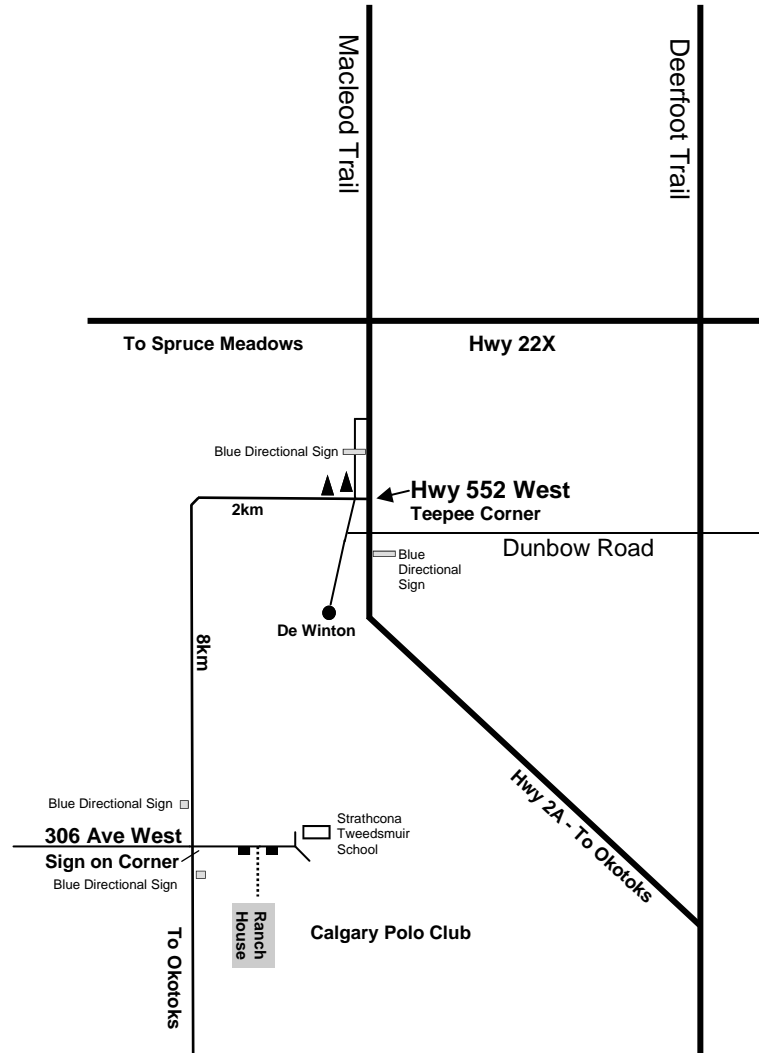 Macleod Trail
Deerfoot Trail
To Spruce Meadows
Hwy 22X
Blue Directional Sign
Hwy 552 West
Teepee Corner
2km
Dunbow Road
Blue
Directional
Sign
De Winton
8km
Hwy 2A - To Okotoks
Blue Directional Sign
306 Ave West
Sign on Corner
Blue Directional Sign
Strathcona
Tweedsmuir
School
Ranch
House
Calgary Polo Club
To Okotoks